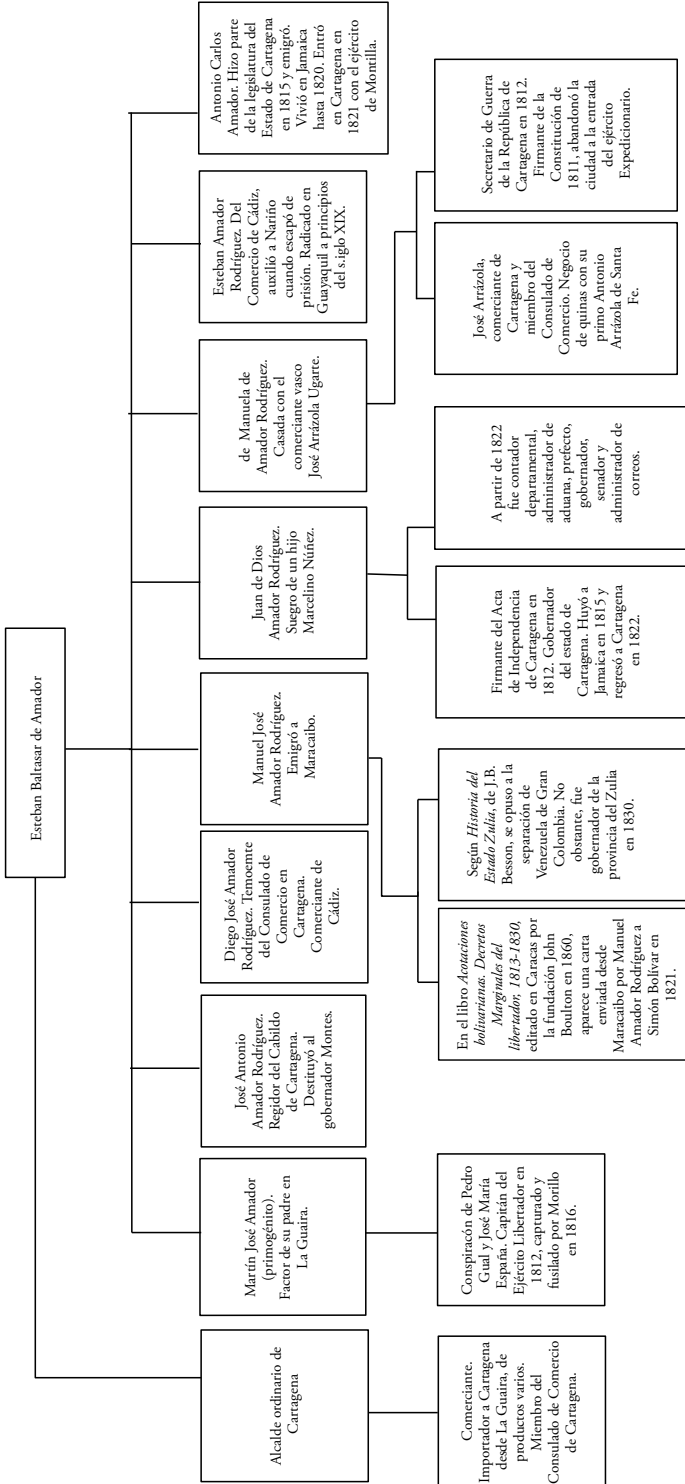 Esteban Baltasar de Amador
Alcalde ordinario de
Cartagena
Martín José Amador
(primogénito).
Factor de su padre en
La Guaira.
José Antonio
Amador Rodríguez.
Regidor del Cabildo
de Cartagena.
Destituyó al
gobernador Montes.
Diego José Amador
Rodríguez. Temoemte
del Consulado de
Comercio en
Cartagena.
Comerciante de
Cádiz.
Manuel José
Amador Rodríguez.
Emigró a
Maracaibo.
Juan de Dios
Amador Rodríguez.
Suegro de un hijo
Marcelino Núñez.
de Manuela de
Amador Rodríguez.
Casada con el
comerciante vasco
José Arrázola Ugarte.
Esteban Amador
Rodríguez. Del
Comercio de Cádiz,
auxilió a Nariño
cuando escapó de
prisión. Radicado en
Guayaquil a principios
del s.iglo XIX.
Antonio Carlos
Amador. Hizo parte
de la legislatura del
Estado de Cartagena
en 1815 y emigró.
Vivió en Jamaica
hasta 1820. Entró
en Cartagena en
1821 con el ejército
de Montilla.
Comerciante.
Importador a Cartagena
desde La Guaira, de
productos varios.
Miembro del
Consulado de Comercio
de Cartagena.
Conspiracón de Pedro
Gual y José María
España. Capitán del
Ejército Libertador en
1812, capturado y
fusilado por Morillo
en 1816.
En el libro Acotaciones
bolivarianas. Decretos
Marginales del
libertador, 1813-1830,
editado en Caracas por
la fundación John
Boulton en 1860,
aparece una carta
enviada desde
Maracaibo por Manuel
Amador Rodríguez a
Simón Bolívar en
1821.
Según Historia del
Estado Zulia, de J.B.
Besson, se opuso a la
separación de
Venezuela de Gran
Colombia. No
obstante, fue
gobernador de la
provincia del Zulia
en 1830.
Firmante del Acta
de Independencia
de Cartagena en
1812. Gobernador
del estado de
Cartagena. Huyó a
Jamaica en 1815 y
regresó a Cartagena
en 1822.
A partir de 1822
fue contador
departamental,
administrador de
aduana, prefecto,
gobernador,
senador y
administrador de
correos.
José Arrázola,
comerciante de
Cartagena y
miembro del
Consulado de
Comercio. Negocio
de quinas con su
primo Antonio
Arrázola de Santa
Fe.
Secretario de Guerra
de la República de
Cartagena en 1812.
Firmante de la
Constitución de
1811, abandonó la
ciudad a la entrada
del ejército
Expedicionario.